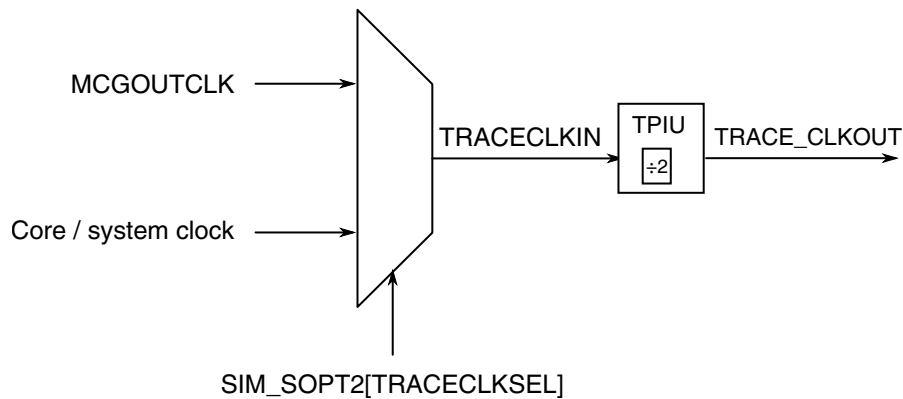 MCGOUTCLK
TRACECLKIN
TPIU
÷2
TRACE_CLKOUT
Core / system clock
SIM_SOPT2[TRACECLKSEL]